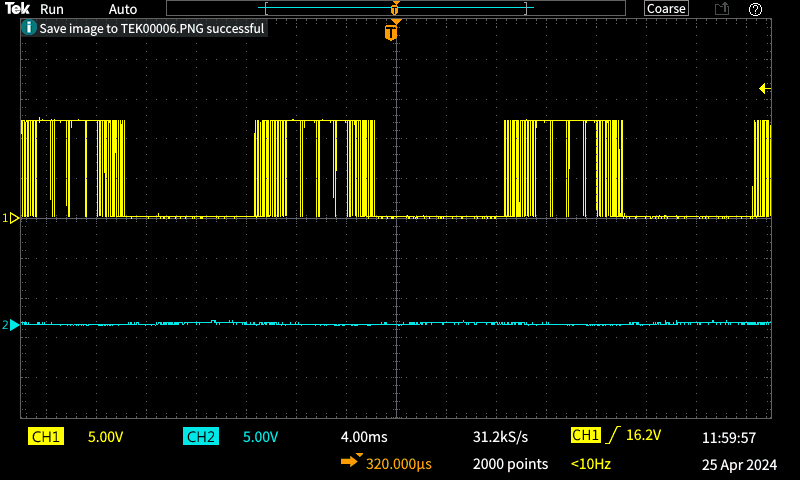 Tek Run Auto T Coarse ?
i Save image to TEK00006.PNG successful
T
1
2
CH1 5.00V CH2 5.00V 4.00ms 31.2kS/s CH1 16.2V 11:59:57
320.000µs 2000 points <10Hz 25 Apr 2024